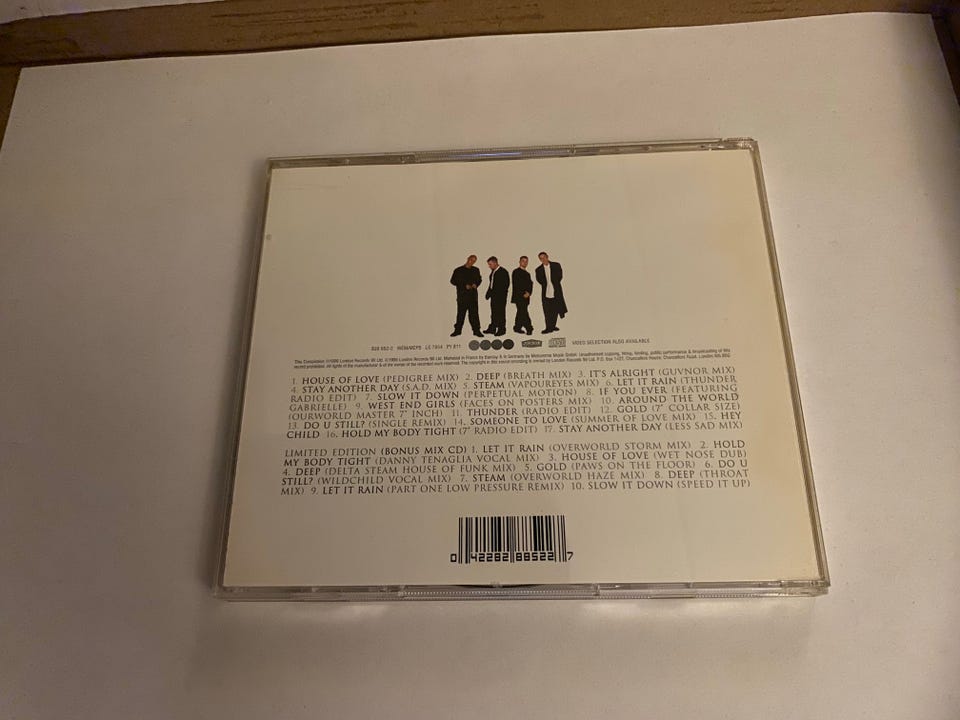 828 852-2 LC 7654 PY 871 LONDON VIDEO SELECTION ALSO AVAILABLE
1. HOUSE OF LOVE (PEDIGREE MIX) 2. DEEP (BREATH MIX) 3. IT'S ALRIGHT (GUVNOR MIX)
4. STAY ANOTHER DAY (S.A.D. MIX) 5. STEAM (VAPOUREYES MIX) 6. LET IT RAIN (THUNDER
RADIO EDIT) 7. SLOW IT DOWN (PERPETUAL MOTION) 8. IF YOU EVER (FEATURING
GABRIELLE) 9. WEST END GIRLS (FACES ON POSTERS MIX) 10. AROUND THE WORLD
(OURWORLD MASTER 7" INCH) 11. THUNDER (RADIO EDIT) 12. GOLD (7" COLLAR SIZE)
13. DO U STILL? (SINGLE REMIX) 14. SOMEONE TO LOVE (SUMMER OF LOVE MIX) 15. HEY
CHILD 16. HOLD MY BODY TIGHT (7" RADIO EDIT) 17. STAY ANOTHER DAY (LESS SAD MIX)
LIMITED EDITION (BONUS MIX CD) 1. LET IT RAIN (OVERWORLD STORM MIX) 2. HOLD
MY BODY TIGHT (DANNY TENAGLIA VOCAL MIX) 3. HOUSE OF LOVE (WET NOSE DUB)
4. DEEP (DELTA STEAM HOUSE OF FUNK MIX) 5. GOLD (PAWS ON THE FLOOR) 6. DO U
STILL? (WILDCHILD VOCAL MIX) 7. STEAM (OVERWORLD HAZE MIX) 8. DEEP (THROAT
MIX) 9. LET IT RAIN (PART ONE LOW PRESSURE REMIX) 10. SLOW IT DOWN (SPEED IT UP)
0 42282 88522 7